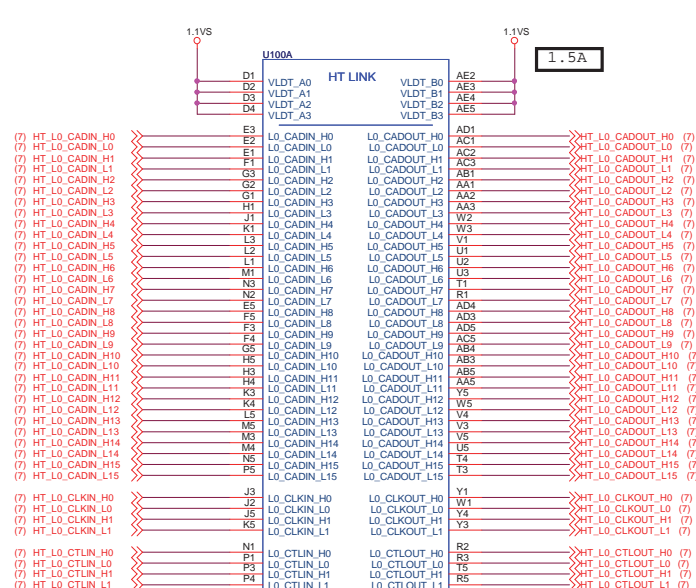 1.1VS 1.1VS
U100A 1.5A
HT LINK
D1 VLDT_A0 VLDT_B0 AE2
D2 VLDT_A1 VLDT_B1 AE3
D3 VLDT_A2 VLDT_B2 AE4
D4 VLDT_A3 VLDT_B3 AE5
(7) HT_L0_CADIN_H0 E3 L0_CADIN_H0 L0_CADOUT_H0 AD1 HT_L0_CADOUT_H0 (7)
(7) HT_L0_CADIN_L0 E2 L0_CADIN_L0 L0_CADOUT_L0 AC1 HT_L0_CADOUT_L0 (7)
(7) HT_L0_CADIN_H1 E1 L0_CADIN_H1 L0_CADOUT_H1 AC2 HT_L0_CADOUT_H1 (7)
(7) HT_L0_CADIN_L1 F1 L0_CADIN_L1 L0_CADOUT_L1 AC3 HT_L0_CADOUT_L1 (7)
(7) HT_L0_CADIN_H2 G3 L0_CADIN_H2 L0_CADOUT_H2 AB1 HT_L0_CADOUT_H2 (7)
(7) HT_L0_CADIN_L2 G2 L0_CADIN_L2 L0_CADOUT_L2 AA1 HT_L0_CADOUT_L2 (7)
(7) HT_L0_CADIN_H3 G1 L0_CADIN_H3 L0_CADOUT_H3 AA2 HT_L0_CADOUT_H3 (7)
(7) HT_L0_CADIN_L3 H1 L0_CADIN_L3 L0_CADOUT_L3 AA3 HT_L0_CADOUT_L3 (7)
(7) HT_L0_CADIN_H4 J1 L0_CADIN_H4 L0_CADOUT_H4 W2 HT_L0_CADOUT_H4 (7)
(7) HT_L0_CADIN_L4 K1 L0_CADIN_L4 L0_CADOUT_L4 W3 HT_L0_CADOUT_L4 (7)
(7) HT_L0_CADIN_H5 L3 L0_CADIN_H5 L0_CADOUT_H5 V1 HT_L0_CADOUT_H5 (7)
(7) HT_L0_CADIN_L5 L2 L0_CADIN_L5 L0_CADOUT_L5 U1 HT_L0_CADOUT_L5 (7)
(7) HT_L0_CADIN_H6 L1 L0_CADIN_H6 L0_CADOUT_H6 U2 HT_L0_CADOUT_H6 (7)
(7) HT_L0_CADIN_L6 M1 L0_CADIN_L6 L0_CADOUT_L6 U3 HT_L0_CADOUT_L6 (7)
(7) HT_L0_CADIN_H7 N3 L0_CADIN_H7 L0_CADOUT_H7 T1 HT_L0_CADOUT_H7 (7)
(7) HT_L0_CADIN_L7 N2 L0_CADIN_L7 L0_CADOUT_L7 R1 HT_L0_CADOUT_L7 (7)
(7) HT_L0_CADIN_H8 E5 L0_CADIN_H8 L0_CADOUT_H8 AD4 HT_L0_CADOUT_H8 (7)
(7) HT_L0_CADIN_L8 F5 L0_CADIN_L8 L0_CADOUT_L8 AD3 HT_L0_CADOUT_L8 (7)
(7) HT_L0_CADIN_H9 F3 L0_CADIN_H9 L0_CADOUT_H9 AD5 HT_L0_CADOUT_H9 (7)
(7) HT_L0_CADIN_L9 F4 L0_CADIN_L9 L0_CADOUT_L9 AC5 HT_L0_CADOUT_L9 (7)
(7) HT_L0_CADIN_H10 G5 L0_CADIN_H10 L0_CADOUT_H10 AB4 HT_L0_CADOUT_H10 (7
(7) HT_L0_CADIN_L10 H5 L0_CADIN_L10 L0_CADOUT_L10 AB3 HT_L0_CADOUT_L10 (7
(7) HT_L0_CADIN_H11 H3 L0_CADIN_H11 L0_CADOUT_H11 AB5 HT_L0_CADOUT_H11 (7
(7) HT_L0_CADIN_L11 H4 L0_CADIN_L11 L0_CADOUT_L11 AA5 HT_L0_CADOUT_L11 (7
(7) HT_L0_CADIN_H12 K3 L0_CADIN_H12 L0_CADOUT_H12 Y5 HT_L0_CADOUT_H12 (7
(7) HT_L0_CADIN_L12 K4 L0_CADIN_L12 L0_CADOUT_L12 W5 HT_L0_CADOUT_L12 (7
(7) HT_L0_CADIN_H13 L5 L0_CADIN_H13 L0_CADOUT_H13 V4 HT_L0_CADOUT_H13 (7
(7) HT_L0_CADIN_L13 M5 L0_CADIN_L13 L0_CADOUT_L13 V3 HT_L0_CADOUT_L13 (7
(7) HT_L0_CADIN_H14 M3 L0_CADIN_H14 L0_CADOUT_H14 V5 HT_L0_CADOUT_H14 (7
(7) HT_L0_CADIN_L14 M4 L0_CADIN_L14 L0_CADOUT_L14 U5 HT_L0_CADOUT_L14 (7
(7) HT_L0_CADIN_H15 N5 L0_CADIN_H15 L0_CADOUT_H15 T4 HT_L0_CADOUT_H15 (7
(7) HT_L0_CADIN_L15 P5 L0_CADIN_L15 L0_CADOUT_L15 T3 HT_L0_CADOUT_L15 (7
(7) HT_L0_CLKIN_H0 J3 L0_CLKIN_H0 L0_CLKOUT_H0 Y1 HT_L0_CLKOUT_H0 (7)
(7) HT_L0_CLKIN_L0 J2 L0_CLKIN_L0 L0_CLKOUT_L0 W1 HT_L0_CLKOUT_L0 (7)
(7) HT_L0_CLKIN_H1 J5 L0_CLKIN_H1 L0_CLKOUT_H1 Y4 HT_L0_CLKOUT_H1 (7)
(7) HT_L0_CLKIN_L1 K5 L0_CLKIN_L1 L0_CLKOUT_L1 Y3 HT_L0_CLKOUT_L1 (7)
(7) HT_L0_CTLIN_H0 N1 L0_CTLIN_H0 L0_CTLOUT_H0 R2 HT_L0_CTLOUT_H0 (7)
(7) HT_L0_CTLIN_L0 P1 L0_CTLIN_L0 L0_CTLOUT_L0 R3 HT_L0_CTLOUT_L0 (7)
(7) HT_L0_CTLIN_H1 P3 L0_CTLIN_H1 L0_CTLOUT_H1 T5 HT_L0_CTLOUT_H1 (7)
(7) HT_L0_CTLIN_L1 P4 L0_CTLIN_L1 L0_CTLOUT_L1 R5 HT_L0_CTLOUT_L1 (7)